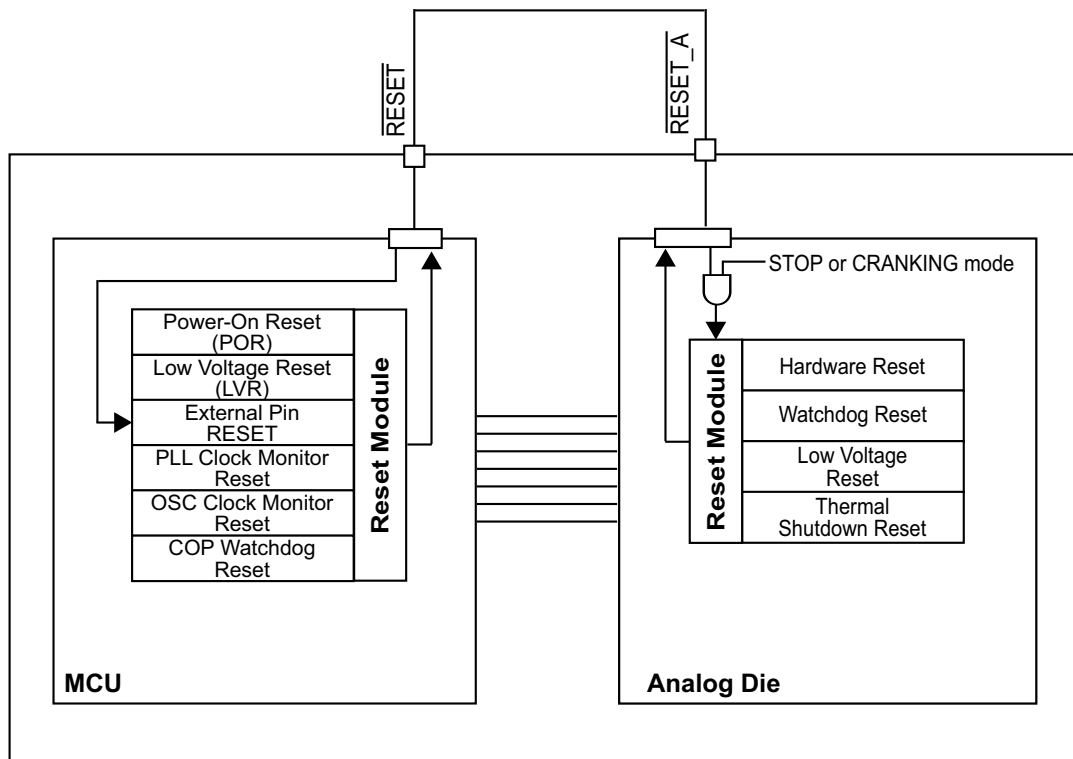 RESET
RESET_A
STOP or CRANKING mode
Power-On Reset
(POR)
Low Voltage Reset
(LVR)
External Pin
RESET
PLL Clock Monitor
Reset
OSC Clock Monitor
Reset
COP Watchdog
Reset
Reset Module
MCU
Reset Module
Hardware Reset
Watchdog Reset
Low Voltage
Reset
Thermal
Shutdown Reset
Analog Die